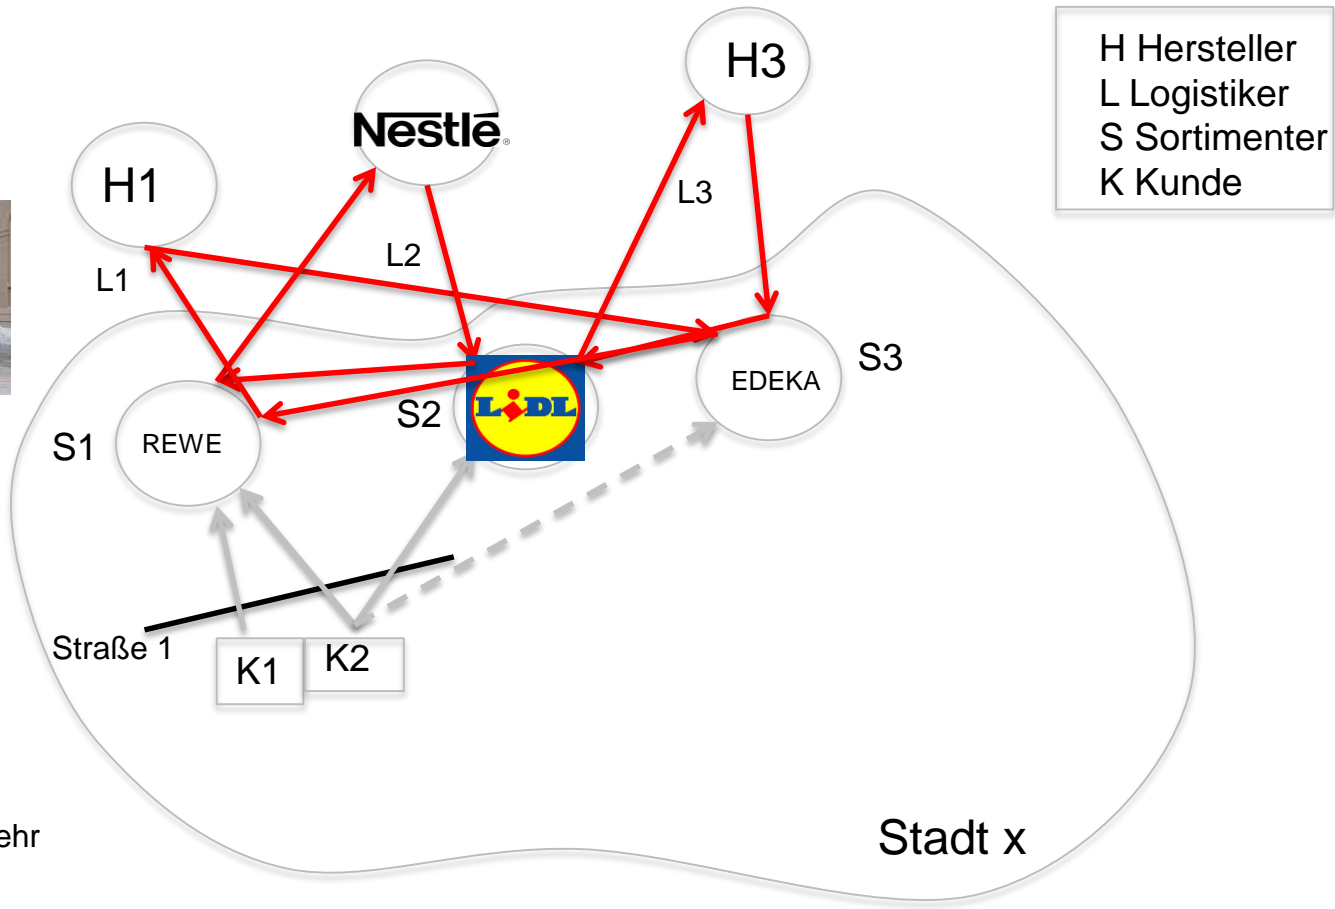 H3
H Hersteller
L Logistiker
S Sortimenter
K Kunde
Nestlé®
H1
L3
L2
L1
S3
EDEKA
S2
LiDL
S1
REWE
Straße 1
K1
K2
ehr
Stadt x